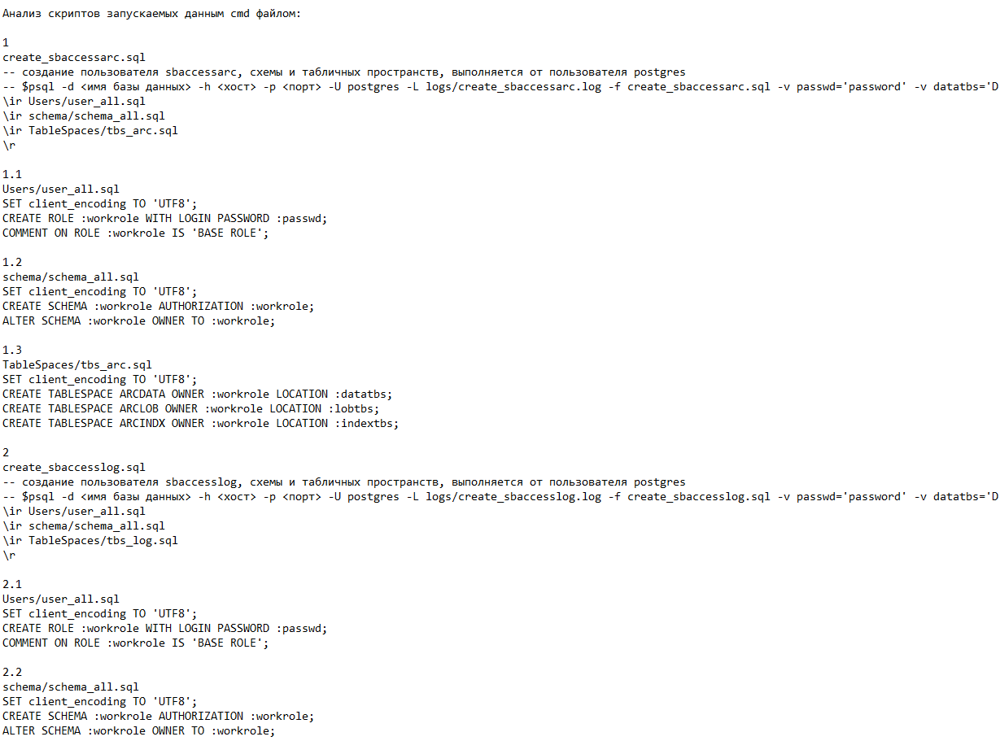 Анализ скриптов запускаемых данным cmd файлом:
1
create_sbaccessarc.sql
-- создание пользователя sbaccessarc, схемы и табличных пространств, выполняется от пользователя postgres
-- $psql -d <имя базы данных> -h <хост> -p <порт> -U postgres -L logs/create_sbaccessarc.log -f create_sbaccessarc.sql -v passwd='password' -v datatbs='D
\ir Users/user_all.sql
\ir schema/schema_all.sql
\ir TableSpaces/tbs_arc.sql
\r
1.1
Users/user_all.sql
SET client_encoding TO 'UTF8';
CREATE ROLE :workrole WITH LOGIN PASSWORD :passwd;
COMMENT ON ROLE :workrole IS 'BASE ROLE';
1.2
schema/schema_all.sql
SET client_encoding TO 'UTF8';
CREATE SCHEMA :workrole AUTHORIZATION :workrole;
ALTER SCHEMA :workrole OWNER TO :workrole;
1.3
TableSpaces/tbs_arc.sql
SET client_encoding TO 'UTF8';
CREATE TABLESPACE ARCDATA OWNER :workrole LOCATION :datatbs;
CREATE TABLESPACE ARCLOB OWNER :workrole LOCATION :lobtbs;
CREATE TABLESPACE ARCINDX OWNER :workrole LOCATION :indextbs;
2
create_sbaccesslog.sql
-- создание пользователя sbaccesslog, схемы и табличных пространств, выполняется от пользователя postgres
-- $psql -d <имя базы данных> -h <хост> -p <порт> -U postgres -L logs/create_sbaccesslog.log -f create_sbaccesslog.sql -v passwd='password' -v datatbs='D
\ir Users/user_all.sql
\ir schema/schema_all.sql
\ir TableSpaces/tbs_log.sql
\r
2.1
Users/user_all.sql
SET client_encoding TO 'UTF8';
CREATE ROLE :workrole WITH LOGIN PASSWORD :passwd;
COMMENT ON ROLE :workrole IS 'BASE ROLE';
2.2
schema/schema_all.sql
SET client_encoding TO 'UTF8';
CREATE SCHEMA :workrole AUTHORIZATION :workrole;
ALTER SCHEMA :workrole OWNER TO :workrole;